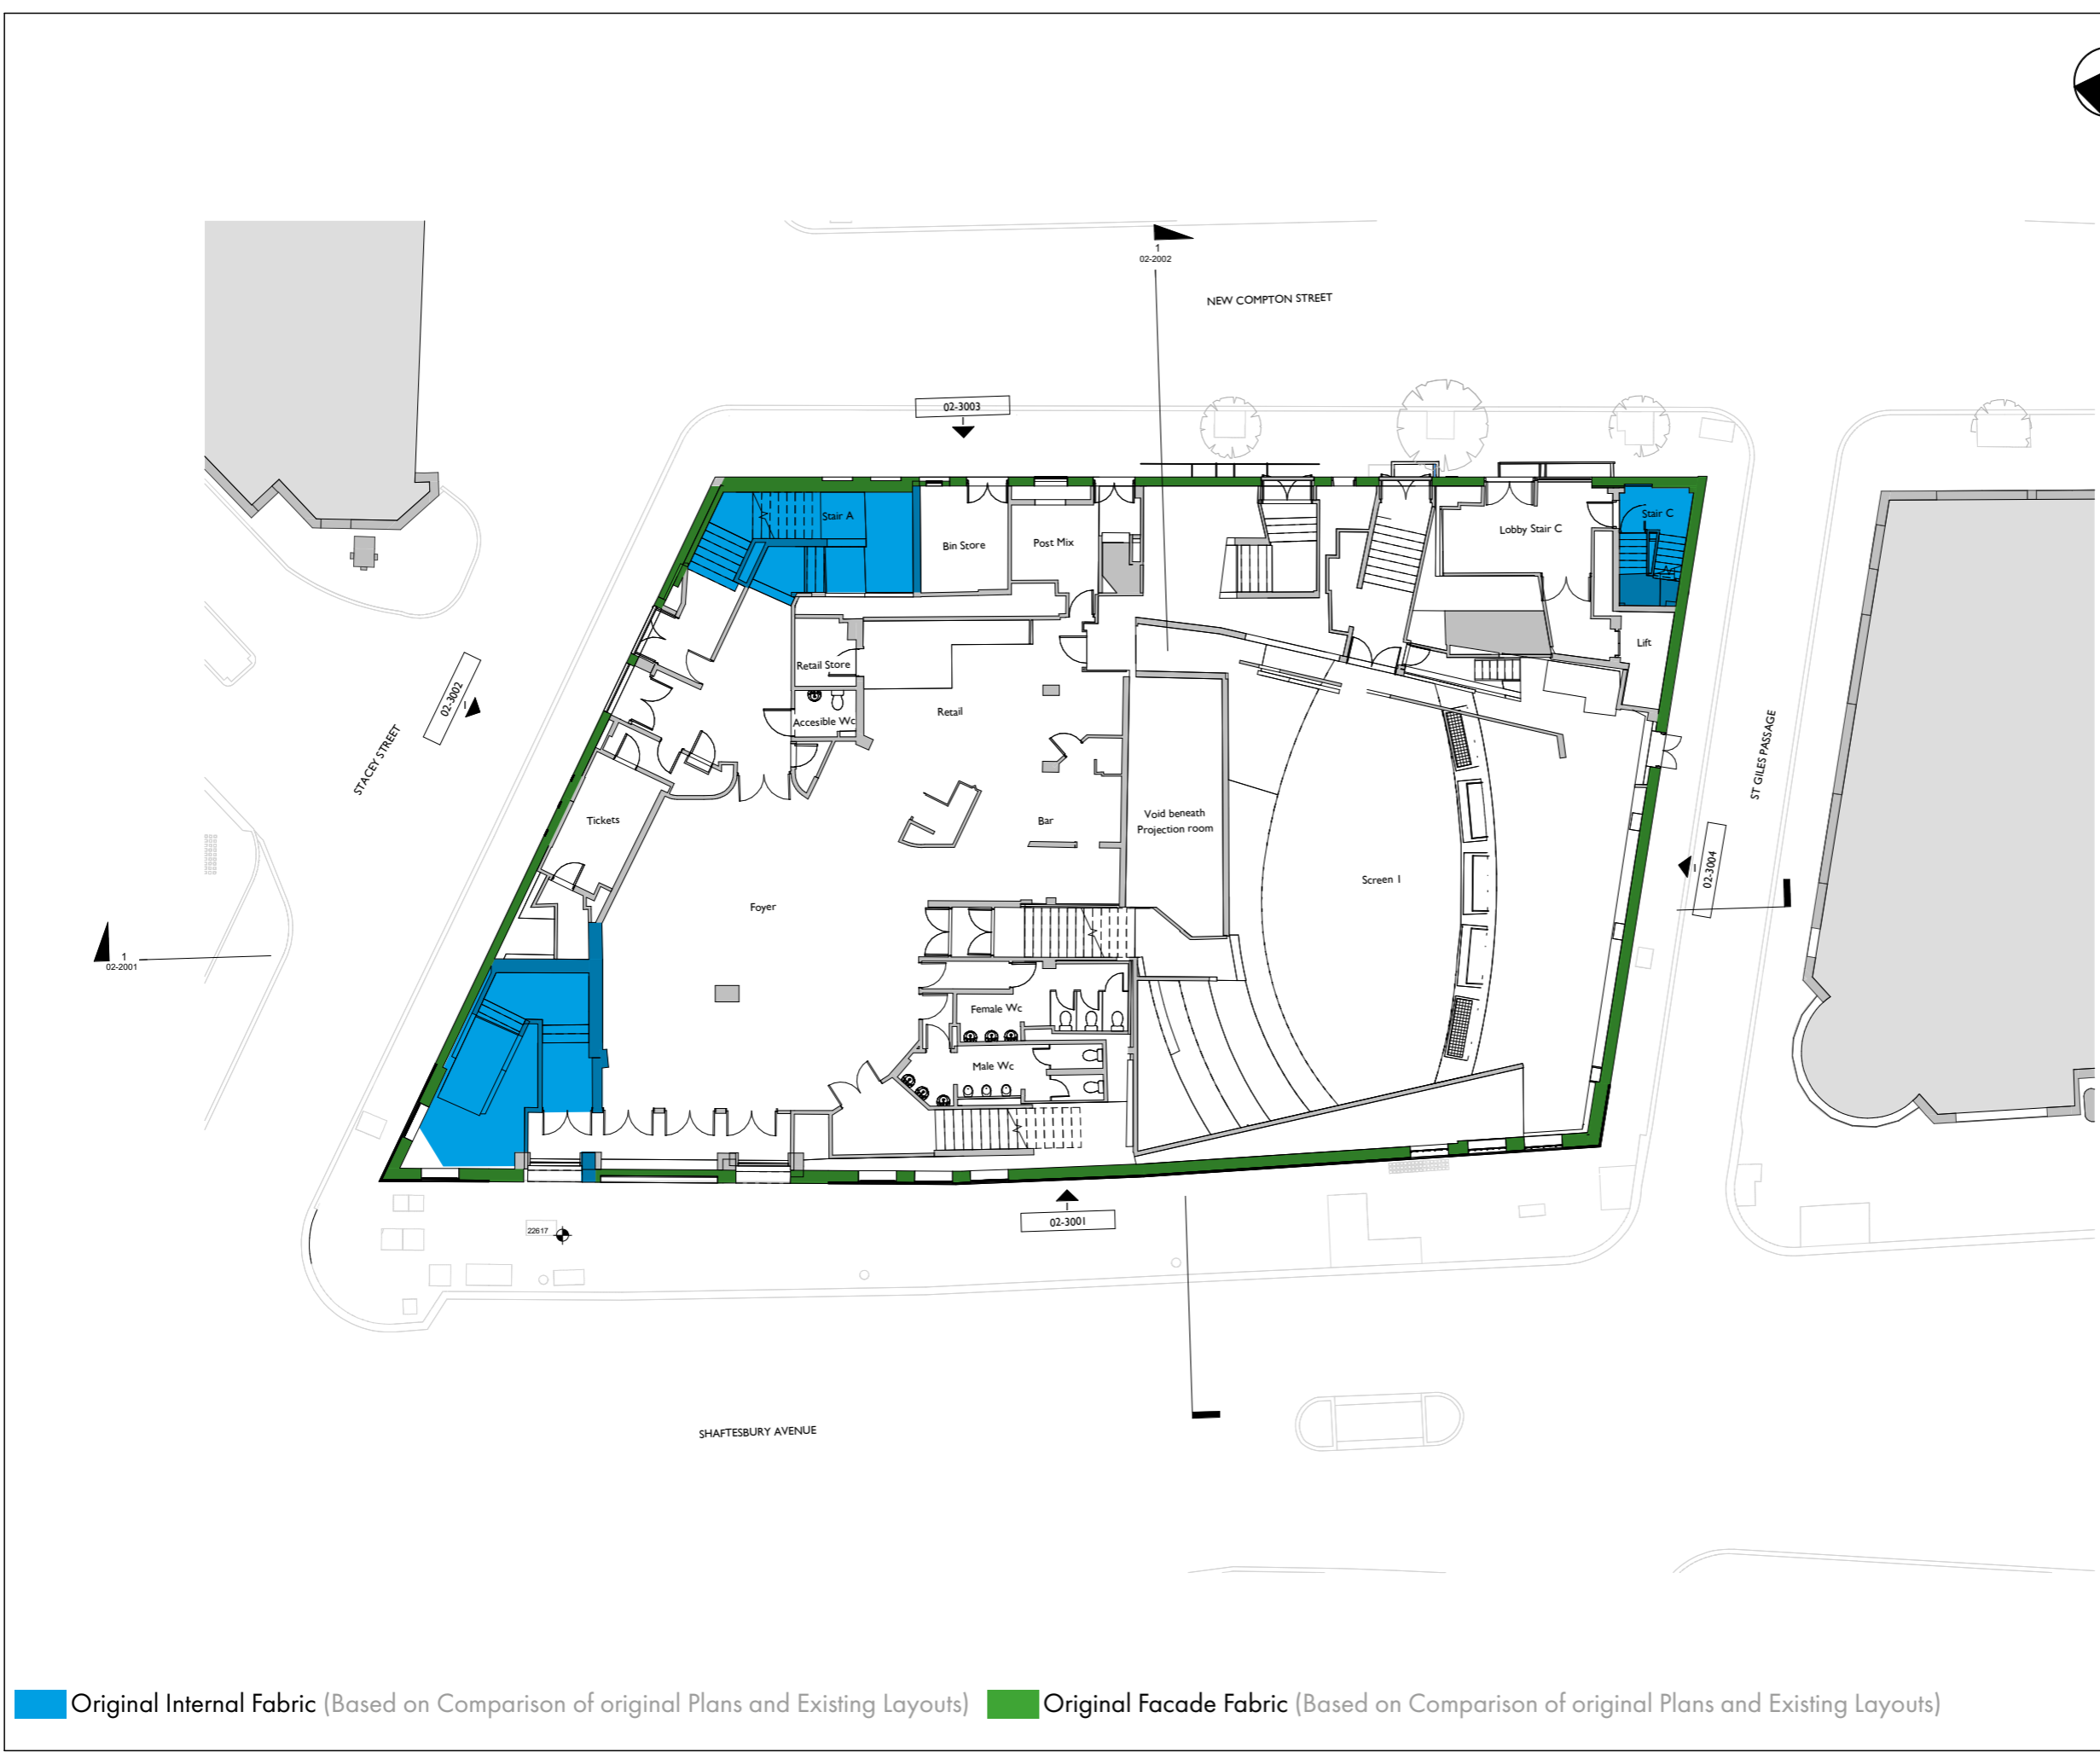 1
02-2002
NEW COMPTON STREET
02-3003
1
Stair A
Bin Store
Post Mix
Lobby Stair C
Stair C
Lift
Retail Store
Accesible Wc
Retail
02-3002
1
STACEY STREET
ST GILES PASSAGE
Tickets
Bar
Void beneath
Projection room
Screen 1
02-3004
1
Foyer
1
02-2001
Female Wc
Male Wc
1
02-3001
22617
SHAFTESBURY AVENUE
Original Internal Fabric (Based on Comparison of original Plans and Existing Layouts)
Original Facade Fabric (Based on Comparison of original Plans and Existing Layouts)